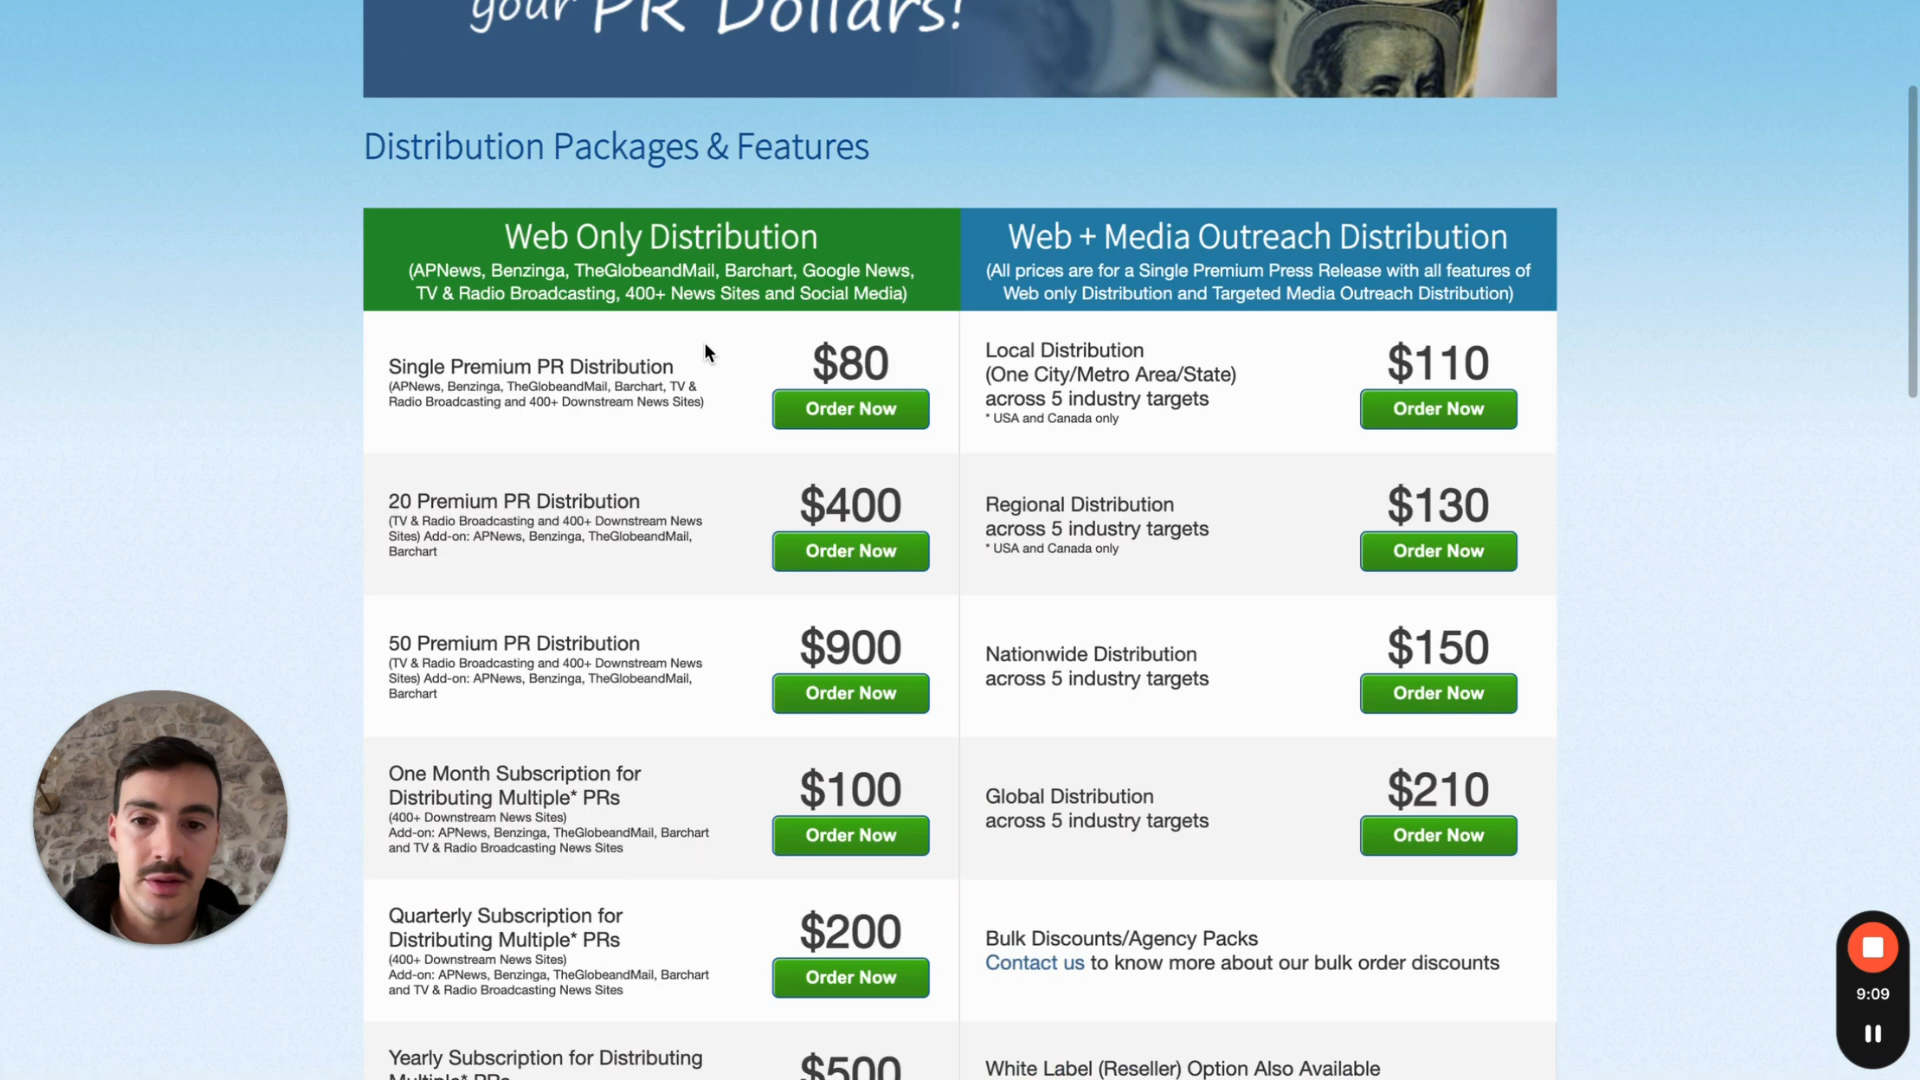 your PR Dollars!
Distribution Packages & Features
Web Only Distribution
(APNews, Benzinga, TheGlobeandMail, Barchart, Google News,
TV & Radio Broadcasting, 400+ News Sites and Social Media)
Web + Media Outreach Distribution
(All prices are for a Single Premium Press Release with all features of
Web only Distribution and Targeted Media Outreach Distribution)
Single Premium PR Distribution
(APNews, Benzinga, TheGlobeandMail, Barchart, TV &
Radio Broadcasting and 400+ Downstream News Sites)
$80
Order Now
Local Distribution
(One City/Metro Area/State)
across 5 industry targets
* USA and Canada only
$110
Order Now
20 Premium PR Distribution
(TV & Radio Broadcasting and 400+ Downstream News
Sites) Add-on: APNews, Benzinga, TheGlobeandMail,
Barchart
$400
Order Now
Regional Distribution
across 5 industry targets
* USA and Canada only
$130
Order Now
50 Premium PR Distribution
(TV & Radio Broadcasting and 400+ Downstream News
Sites) Add-on: APNews, Benzinga, TheGlobeandMail,
Barchart
$900
Order Now
Nationwide Distribution
across 5 industry targets
$150
Order Now
One Month Subscription for
Distributing Multiple* PRs
(400+ Downstream News Sites)
Add-on: APNews, Benzinga, TheGlobeandMail, Barchart
and TV & Radio Broadcasting News Sites
$100
Order Now
Global Distribution
across 5 industry targets
$210
Order Now
Quarterly Subscription for
Distributing Multiple* PRs
(400+ Downstream News Sites)
Add-on: APNews, Benzinga, TheGlobeandMail, Barchart
and TV & Radio Broadcasting News Sites
$200
Order Now
Bulk Discounts/Agency Packs
Contact us to know more about our bulk order discounts
Yearly Subscription for Distributing
Multiple* PRs
$500
White Label (Reseller) Option Also Available
9:09